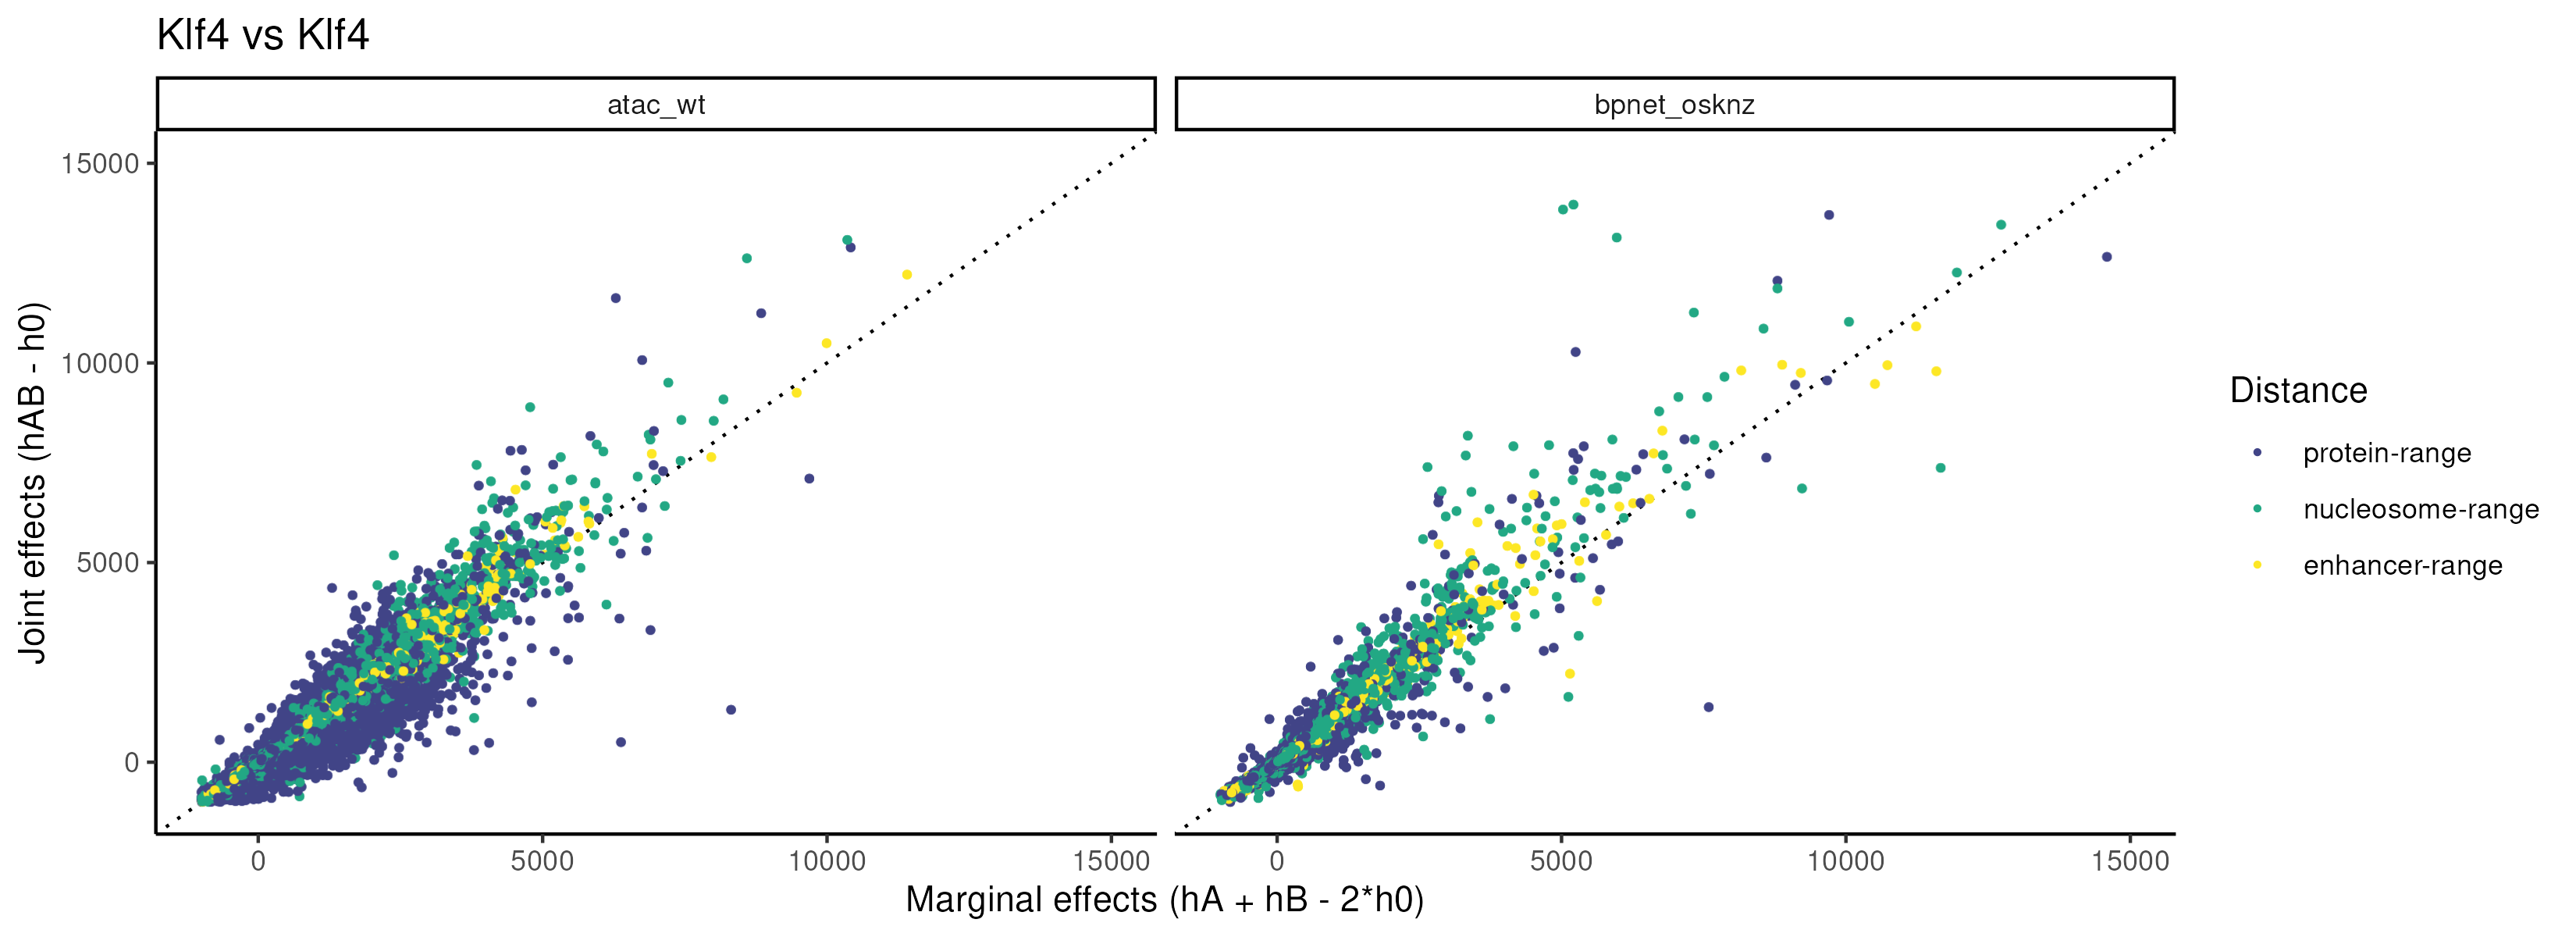 Klf4 vs Klf4
atac_wt
bpnet_osknz
15000
10000
5000
0
Joint effects (hAB - h0)
0
5000
10000
15000
0
5000
10000
15000
Marginal effects (hA + hB - 2*h0)
Distance
protein-range
nucleosome-range
enhancer-range